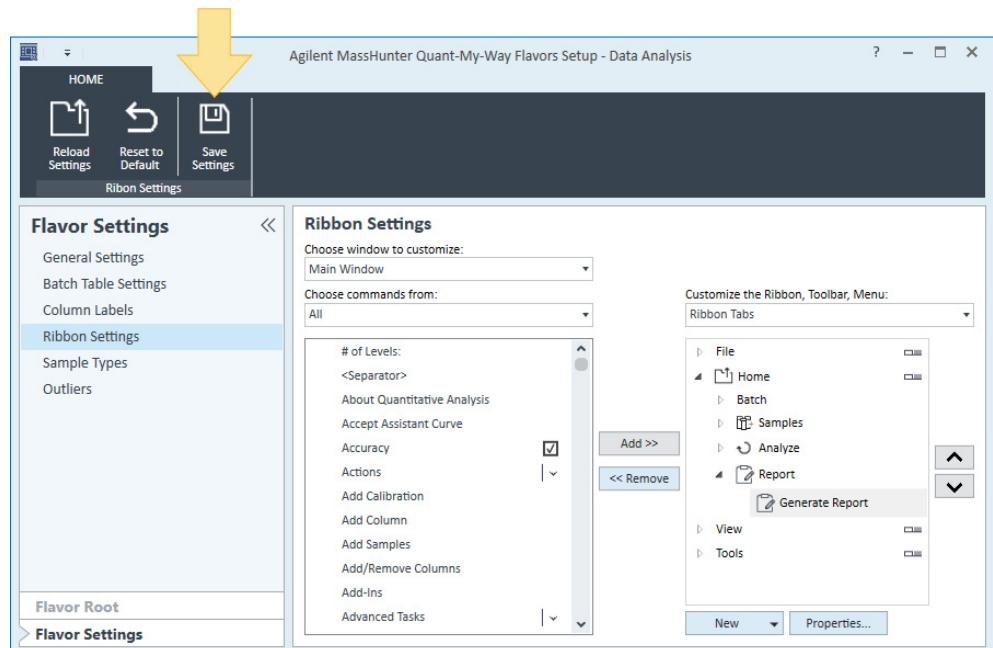 Agilent MassHunter Quant-My-Way Flavors Setup - Data Analysis
HOME
Reload Settings
Reset to Default
Save Settings
Ribon Settings
Flavor Settings
General Settings
Batch Table Settings
Column Labels
Ribbon Settings
Sample Types
Outliers
Flavor Root
Flavor Settings
Ribbon Settings
Choose window to customize:
Main Window
Choose commands from:
All
# of Levels:
<Separator>
About Quantitative Analysis
Accept Assistant Curve
Accuracy
Actions
Add Calibration
Add Column
Add Samples
Add/Remove Columns
Add-Ins
Advanced Tasks
Add >>
<< Remove
Customize the Ribbon, Toolbar, Menu:
Ribbon Tabs
File
Home
Batch
Samples
Analyze
Report
Generate Report
View
Tools
New
Properties...